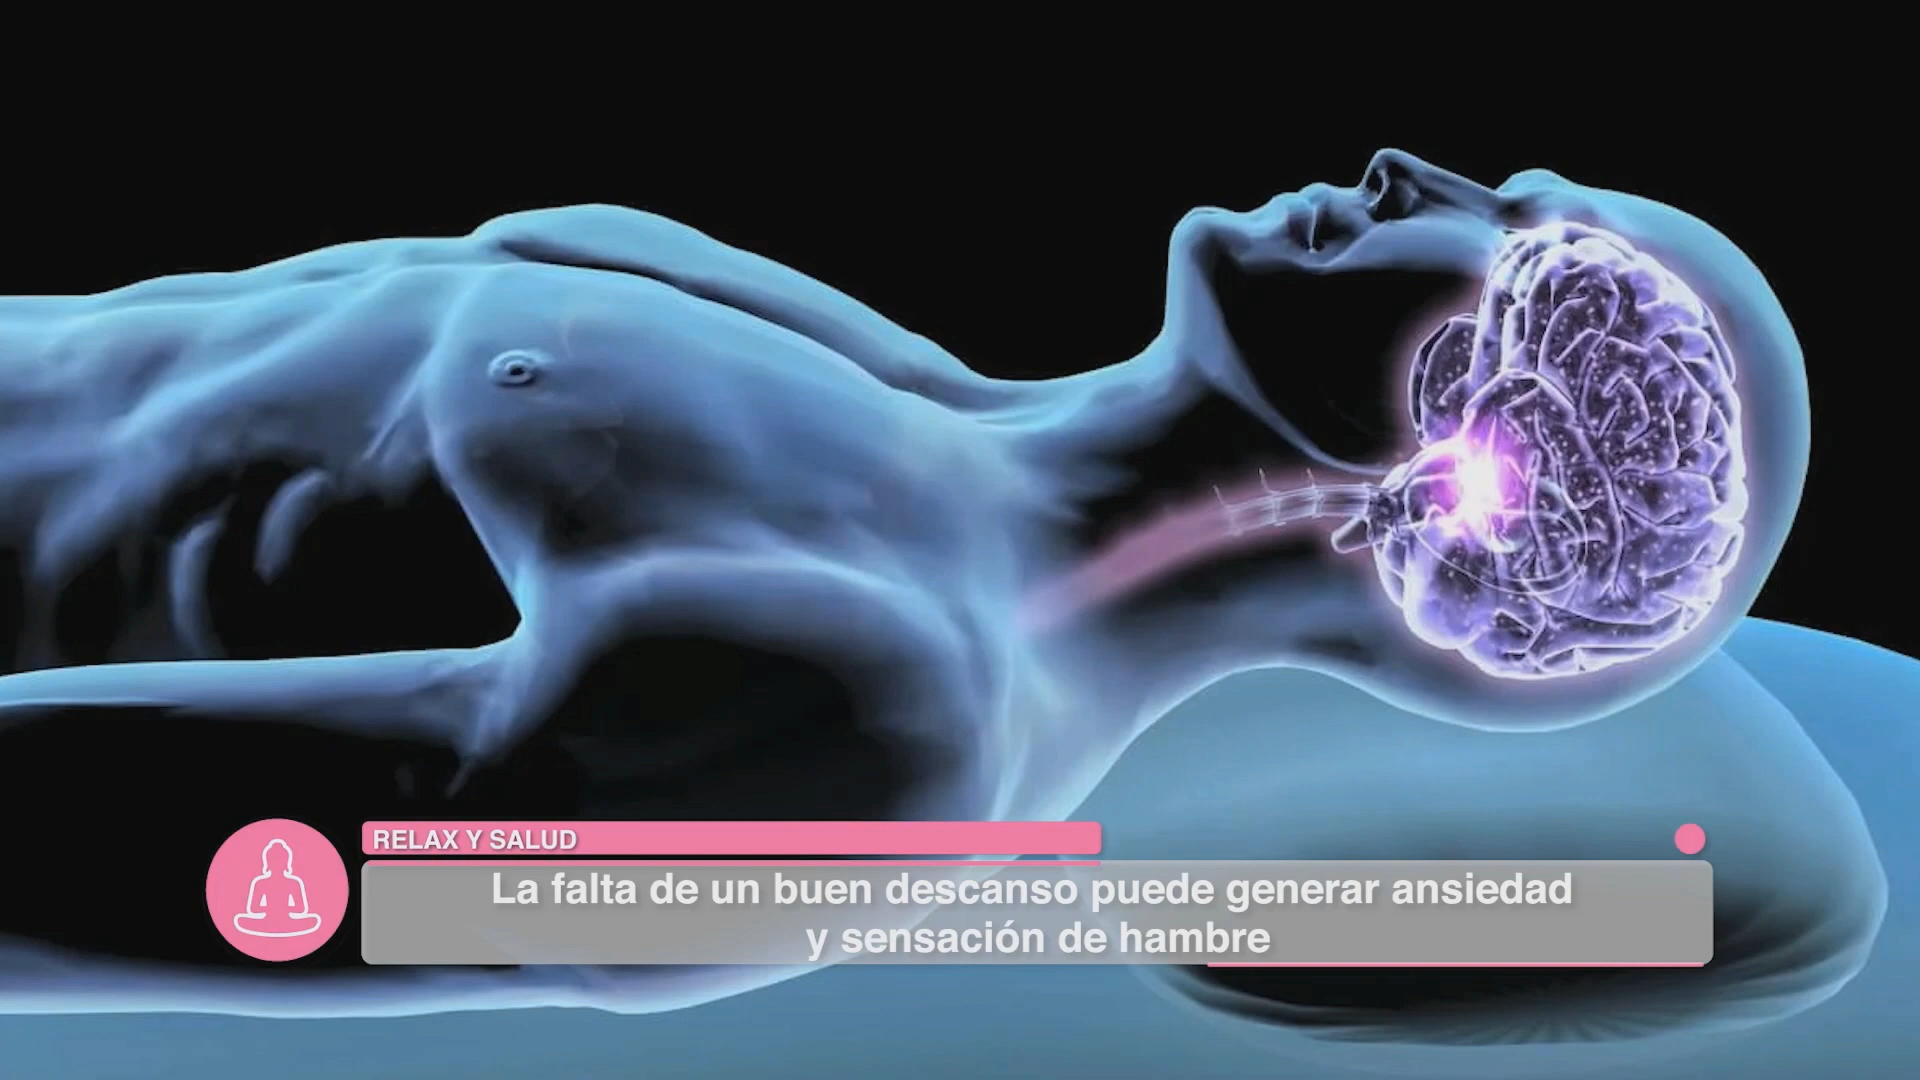 RELAX Y SALUD
La falta de un buen descanso puede generar ansiedad
y sensación de hambre